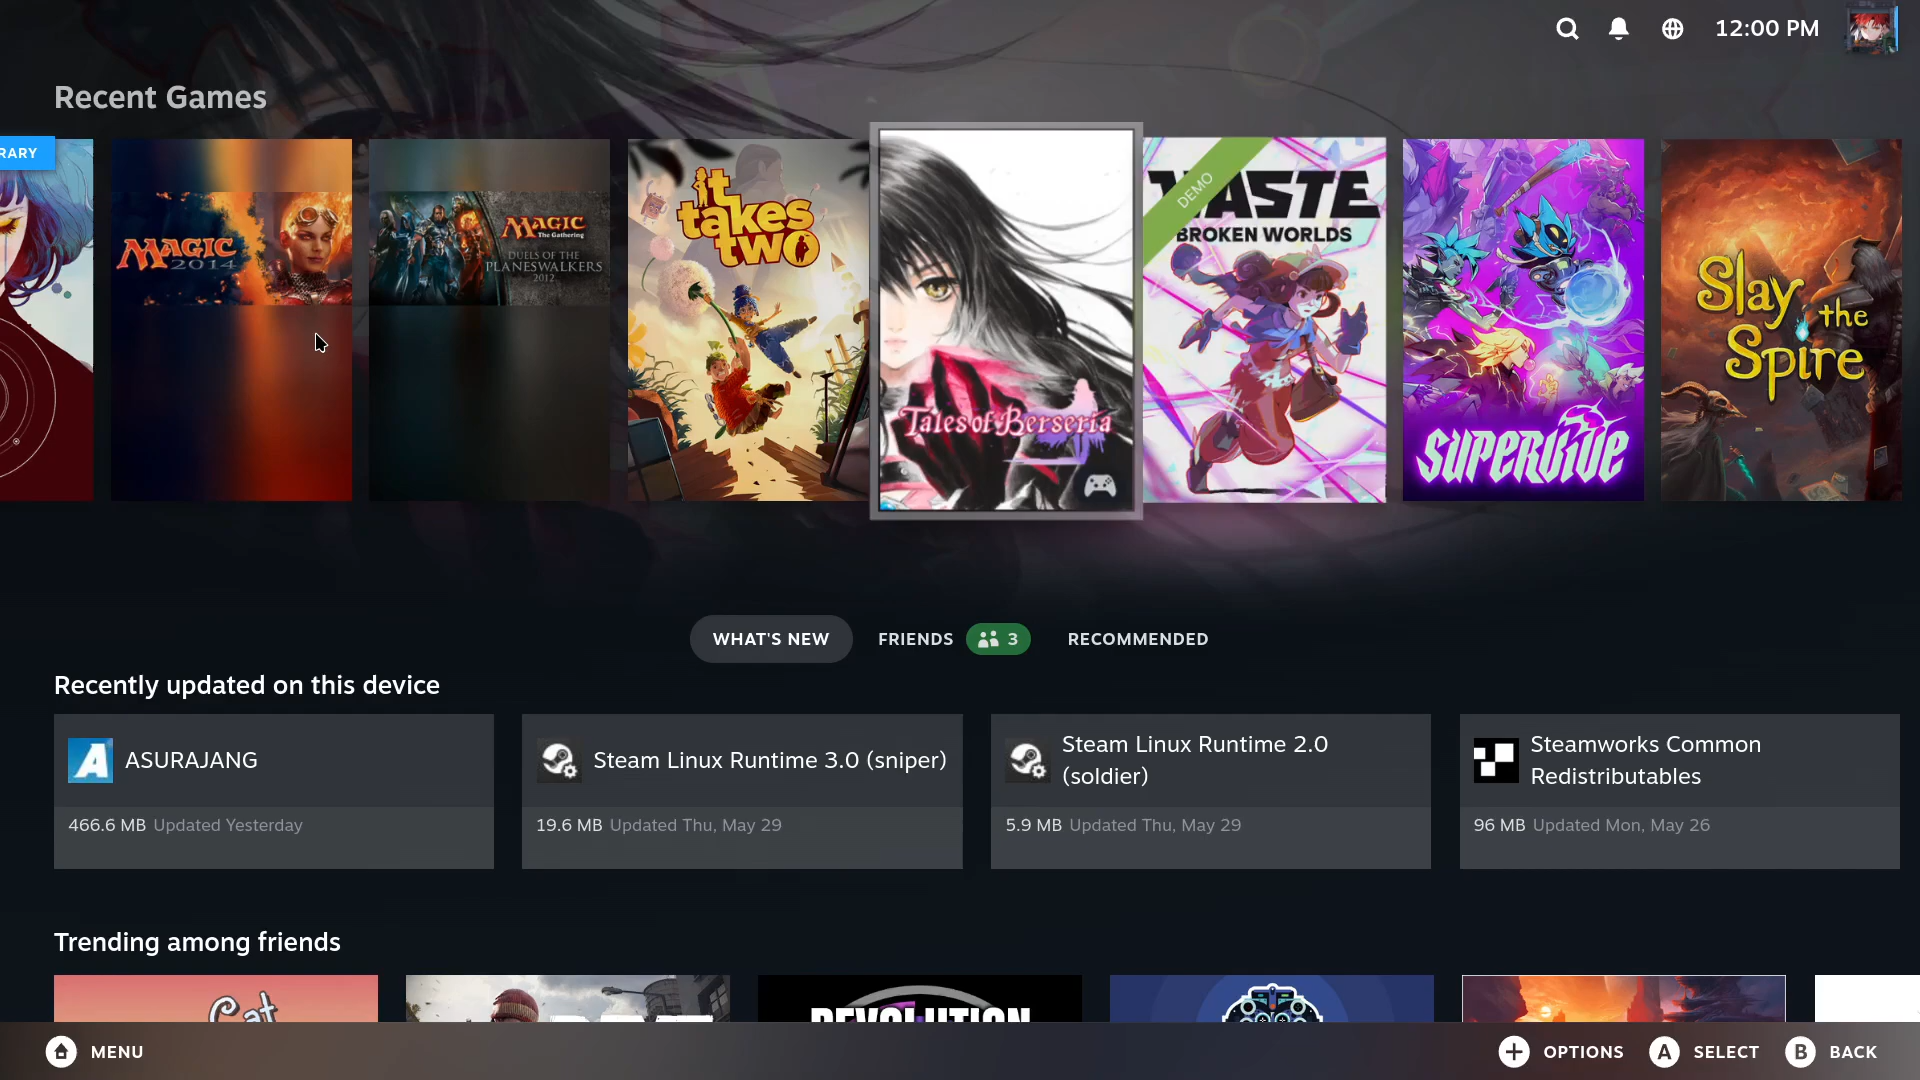 12:00 PM
Recent Games
RARY
MAGIC
2014
MAGIC
The Gathering
DUELS OF THE
PLANESWALKERS
2012
it
takes
two
Tales of Berseria
DEMO
WASTE
BROKEN WORLDS
SUPERVIVE
Slay
the
Spire
WHAT'S NEW
FRIENDS 3
RECOMMENDED
Recently updated on this device
ASURAJANG
466.6 MB Updated Yesterday
Steam Linux Runtime 3.0 (sniper)
19.6 MB Updated Thu, May 29
Steam Linux Runtime 2.0
(soldier)
5.9 MB Updated Thu, May 29
Steamworks Common
Redistributables
96 MB Updated Mon, May 26
Trending among friends
Cat
REVOLUTION
MENU
OPTIONS
A SELECT
B BACK